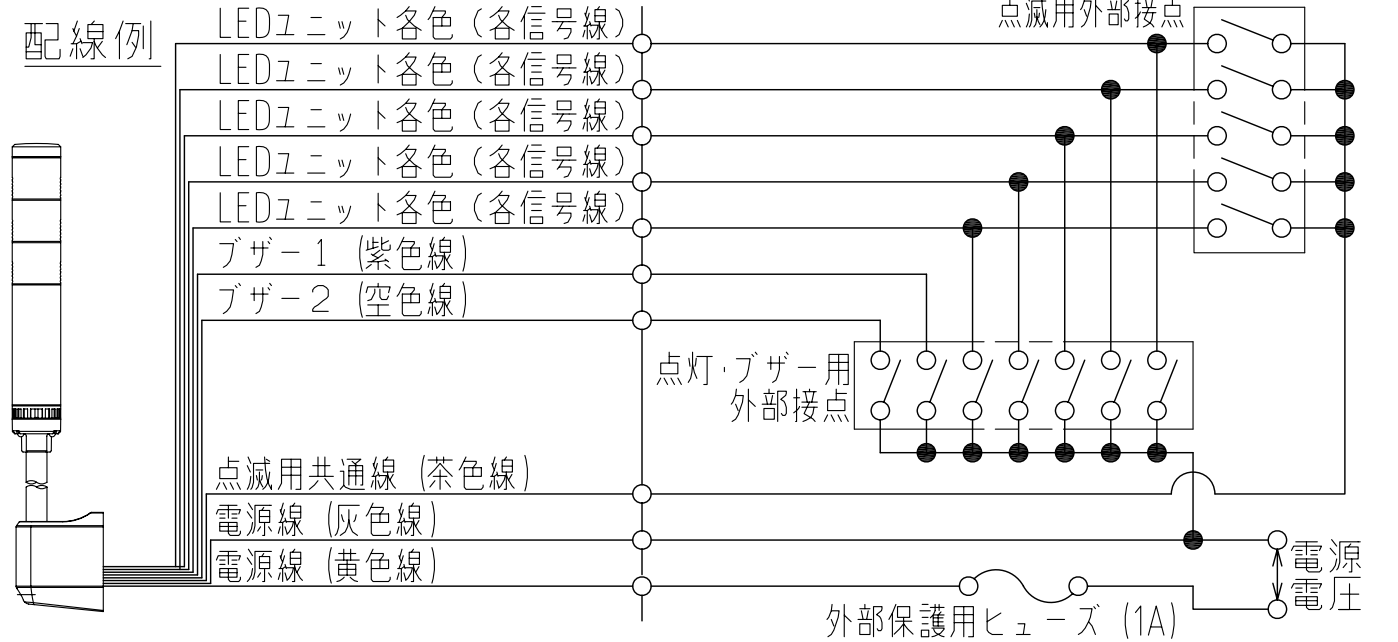 配線例
点滅用外部接点
LEDユニット各色(各信号線)
LEDユニット各色(各信号線)
LEDユニット各色(各信号線)
LEDユニット各色(各信号線)
LEDユニット各色(各信号線)
ブザー1(紫色線)
ブザー2(空色線)
点灯・ブザー用
外部接点
点滅用共通線(茶色線)
電源線(灰色線)
電源線(黄色線)
電源
電圧
外部保護用ヒューズ(1A)